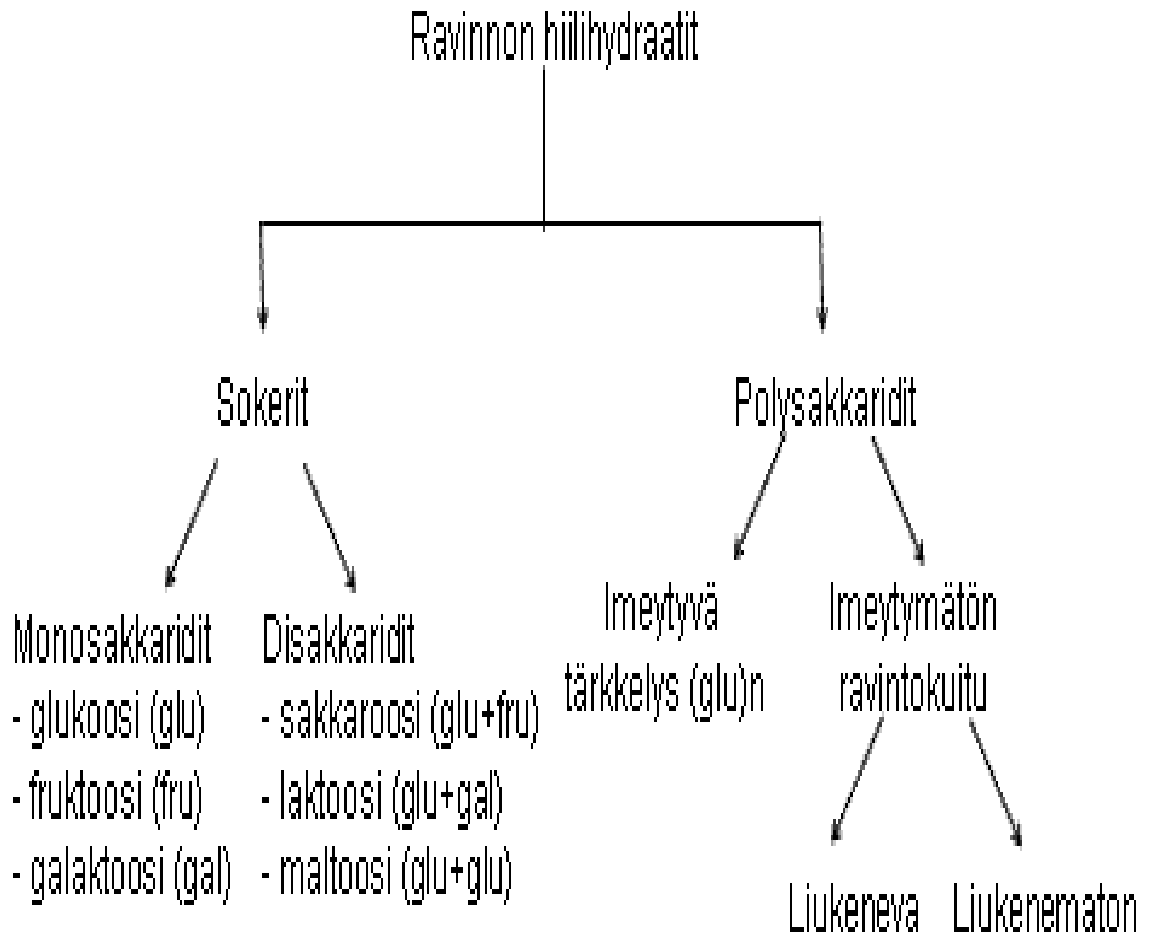 Ravinnon hiilihydraatit
Sokerit
Polysakkaridit
Monosakkaridit
- glukoosi (glu)
- fruktoosi (fru)
- galaktoosi (gal)
Disakkaridit
- sakkaroosi (glu+fru)
- laktoosi (glu+gal)
- maltoosi (glu+glu)
Imeytyvä
tärkkelys (glu)n
Imeytymätön
ravintokuitu
Liukeneva
Liukenematon